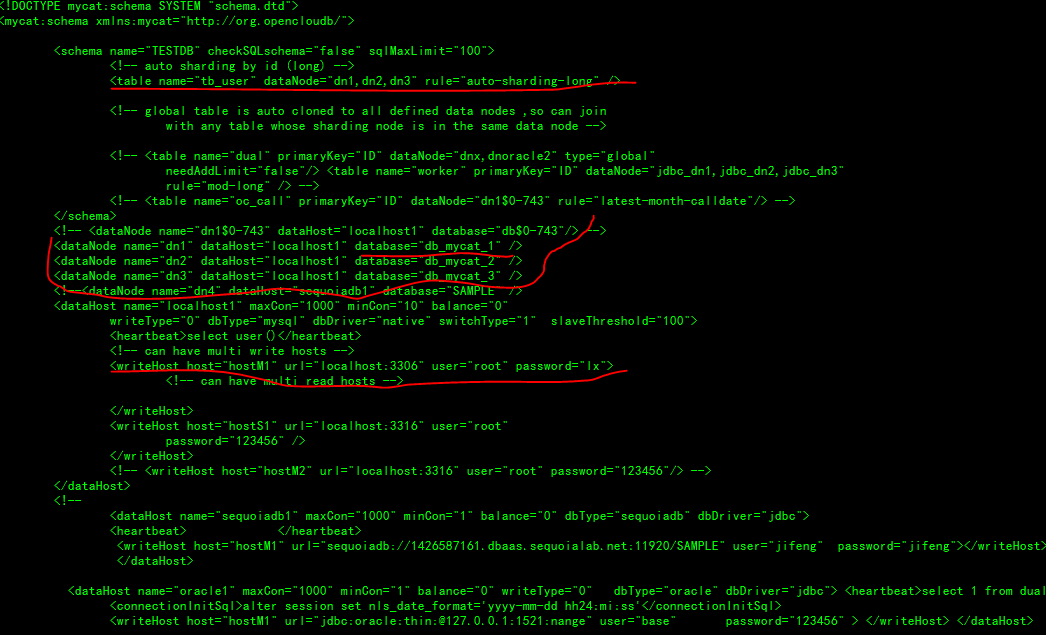 <!DOCTYPE mycat:schema SYSTEM "schema.dtd">
<mycat:schema xmlns:mycat="http://org.opencloudb/">
<schema name="TESTDB" checkSQLschema="false" sqlMaxLimit="100">
<!-- auto sharding by id (long) -->
<table name="tb_user" dataNode="dn1,dn2,dn3" rule="auto-sharding-long" />
<!-- global table is auto cloned to all defined data nodes ,so can join
with any table whose sharding node is in the same data node -->
<!-- <table name="dual" primaryKey="ID" dataNode="dnx,dnoracle2" type="global"
needAddLimit="false"/> <table name="worker" primaryKey="ID" dataNode="jdbc_dn1,jdbc_dn2,jdbc_dn3"
rule="mod-long" /> -->
<!-- <table name="oc_call" primaryKey="ID" dataNode="dn1$0-743" rule="latest-month-calldate"/> -->
</schema>
<!-- <dataNode name="dn1$0-743" dataHost="localhost1" database="db$0-743"/> -->
<dataNode name="dn1" dataHost="localhost1" database="db_mycat_1" />
<dataNode name="dn2" dataHost="localhost1" database="db_mycat_2" />
<dataNode name="dn3" dataHost="localhost1" database="db_mycat_3" />
<!--<dataNode name="dn4" dataHost="sequoiadb1" database="SAMPLE" />
<dataHost name="localhost1" maxCon="1000" minCon="10" balance="0"
writeType="0" dbType="mysql" dbDriver="native" switchType="1" slaveThreshold="100">
<heartbeat>select user()</heartbeat>
<!-- can have multi write hosts -->
<writeHost host="hostM1" url="localhost:3306" user="root" password="lx">
<!-- can have multi read hosts -->
</writeHost>
<writeHost host="hostS1" url="localhost:3316" user="root"
password="123456" />
</writeHost>
<!-- <writeHost host="hostM2" url="localhost:3316" user="root" password="123456"/> -->
</dataHost>
<!--
<dataHost name="sequoiadb1" maxCon="1000" minCon="1" balance="0" dbType="sequoiadb" dbDriver="jdbc">
<heartbeat> </heartbeat>
<writeHost host="hostM1" url="sequoiadb://1426587161.dbaas.sequoialab.net:11920/SAMPLE" user="jifeng" password="jifeng"></writeHost>
</dataHost>
<dataHost name="oracle1" maxCon="1000" minCon="1" balance="0" writeType="0" dbType="oracle" dbDriver="jdbc"> <heartbeat>select 1 from dual
<connectionInitSql>alter session set nls_date_format='yyyy-mm-dd hh24:mi:ss'</connectionInitSql>
<writeHost host="hostM1" url="jdbc:oracle:thin:@127.0.0.1:1521:nange" user="base" password="123456" > </writeHost> </dataHost>